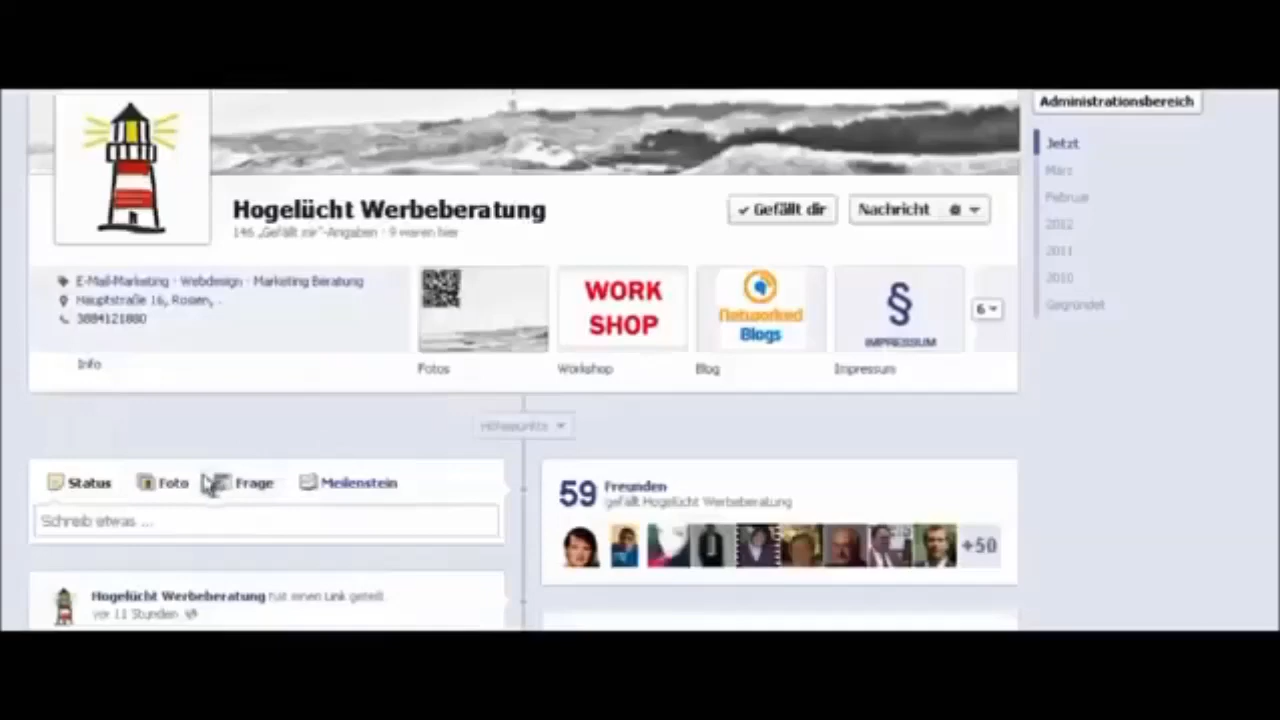 Administrationsbereich
Jetzt
März
Februar
2012
2011
2010
Gegründet
Hogelücht Werbeberatung
146 „Gefällt mir“-Angaben · 9 waren hier
Gefällt dir
Nachricht
E-Mail-Marketing · Webdesign · Marketing Beratung
Hauptstraße 16, Rosien, .
3884121880
Info
WORK
SHOP
Networked
Blogs
§
IMPRESSUM
6
Fotos
Workshop
Blog
Impressum
Höhepunkte
Status
Foto
Frage
Meilenstein
Schreib etwas ...
59 Freunden
gefällt Hogelücht Werbeberatung
+50
Hogelücht Werbeberatung hat einen Link geteilt.
vor 11 Stunden